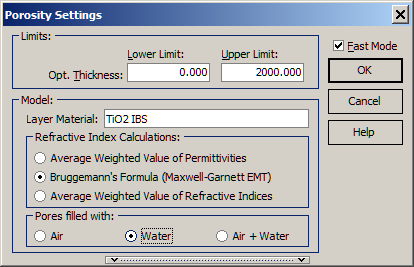 Porosity Settings
Limits:
Lower Limit: Upper Limit:
Opt. Thickness: 0.000 2000.000
Fast Mode
OK
Cancel
Help
Model:
Layer Material: TiO2 IBS
Refractive Index Calculations:
Average Weighted Value of Permittivities
Bruggemann's Formula (Maxwell-Garnett EMT)
Average Weighted Value of Refractive Indices
Pores filled with:
Air Water Air + Water